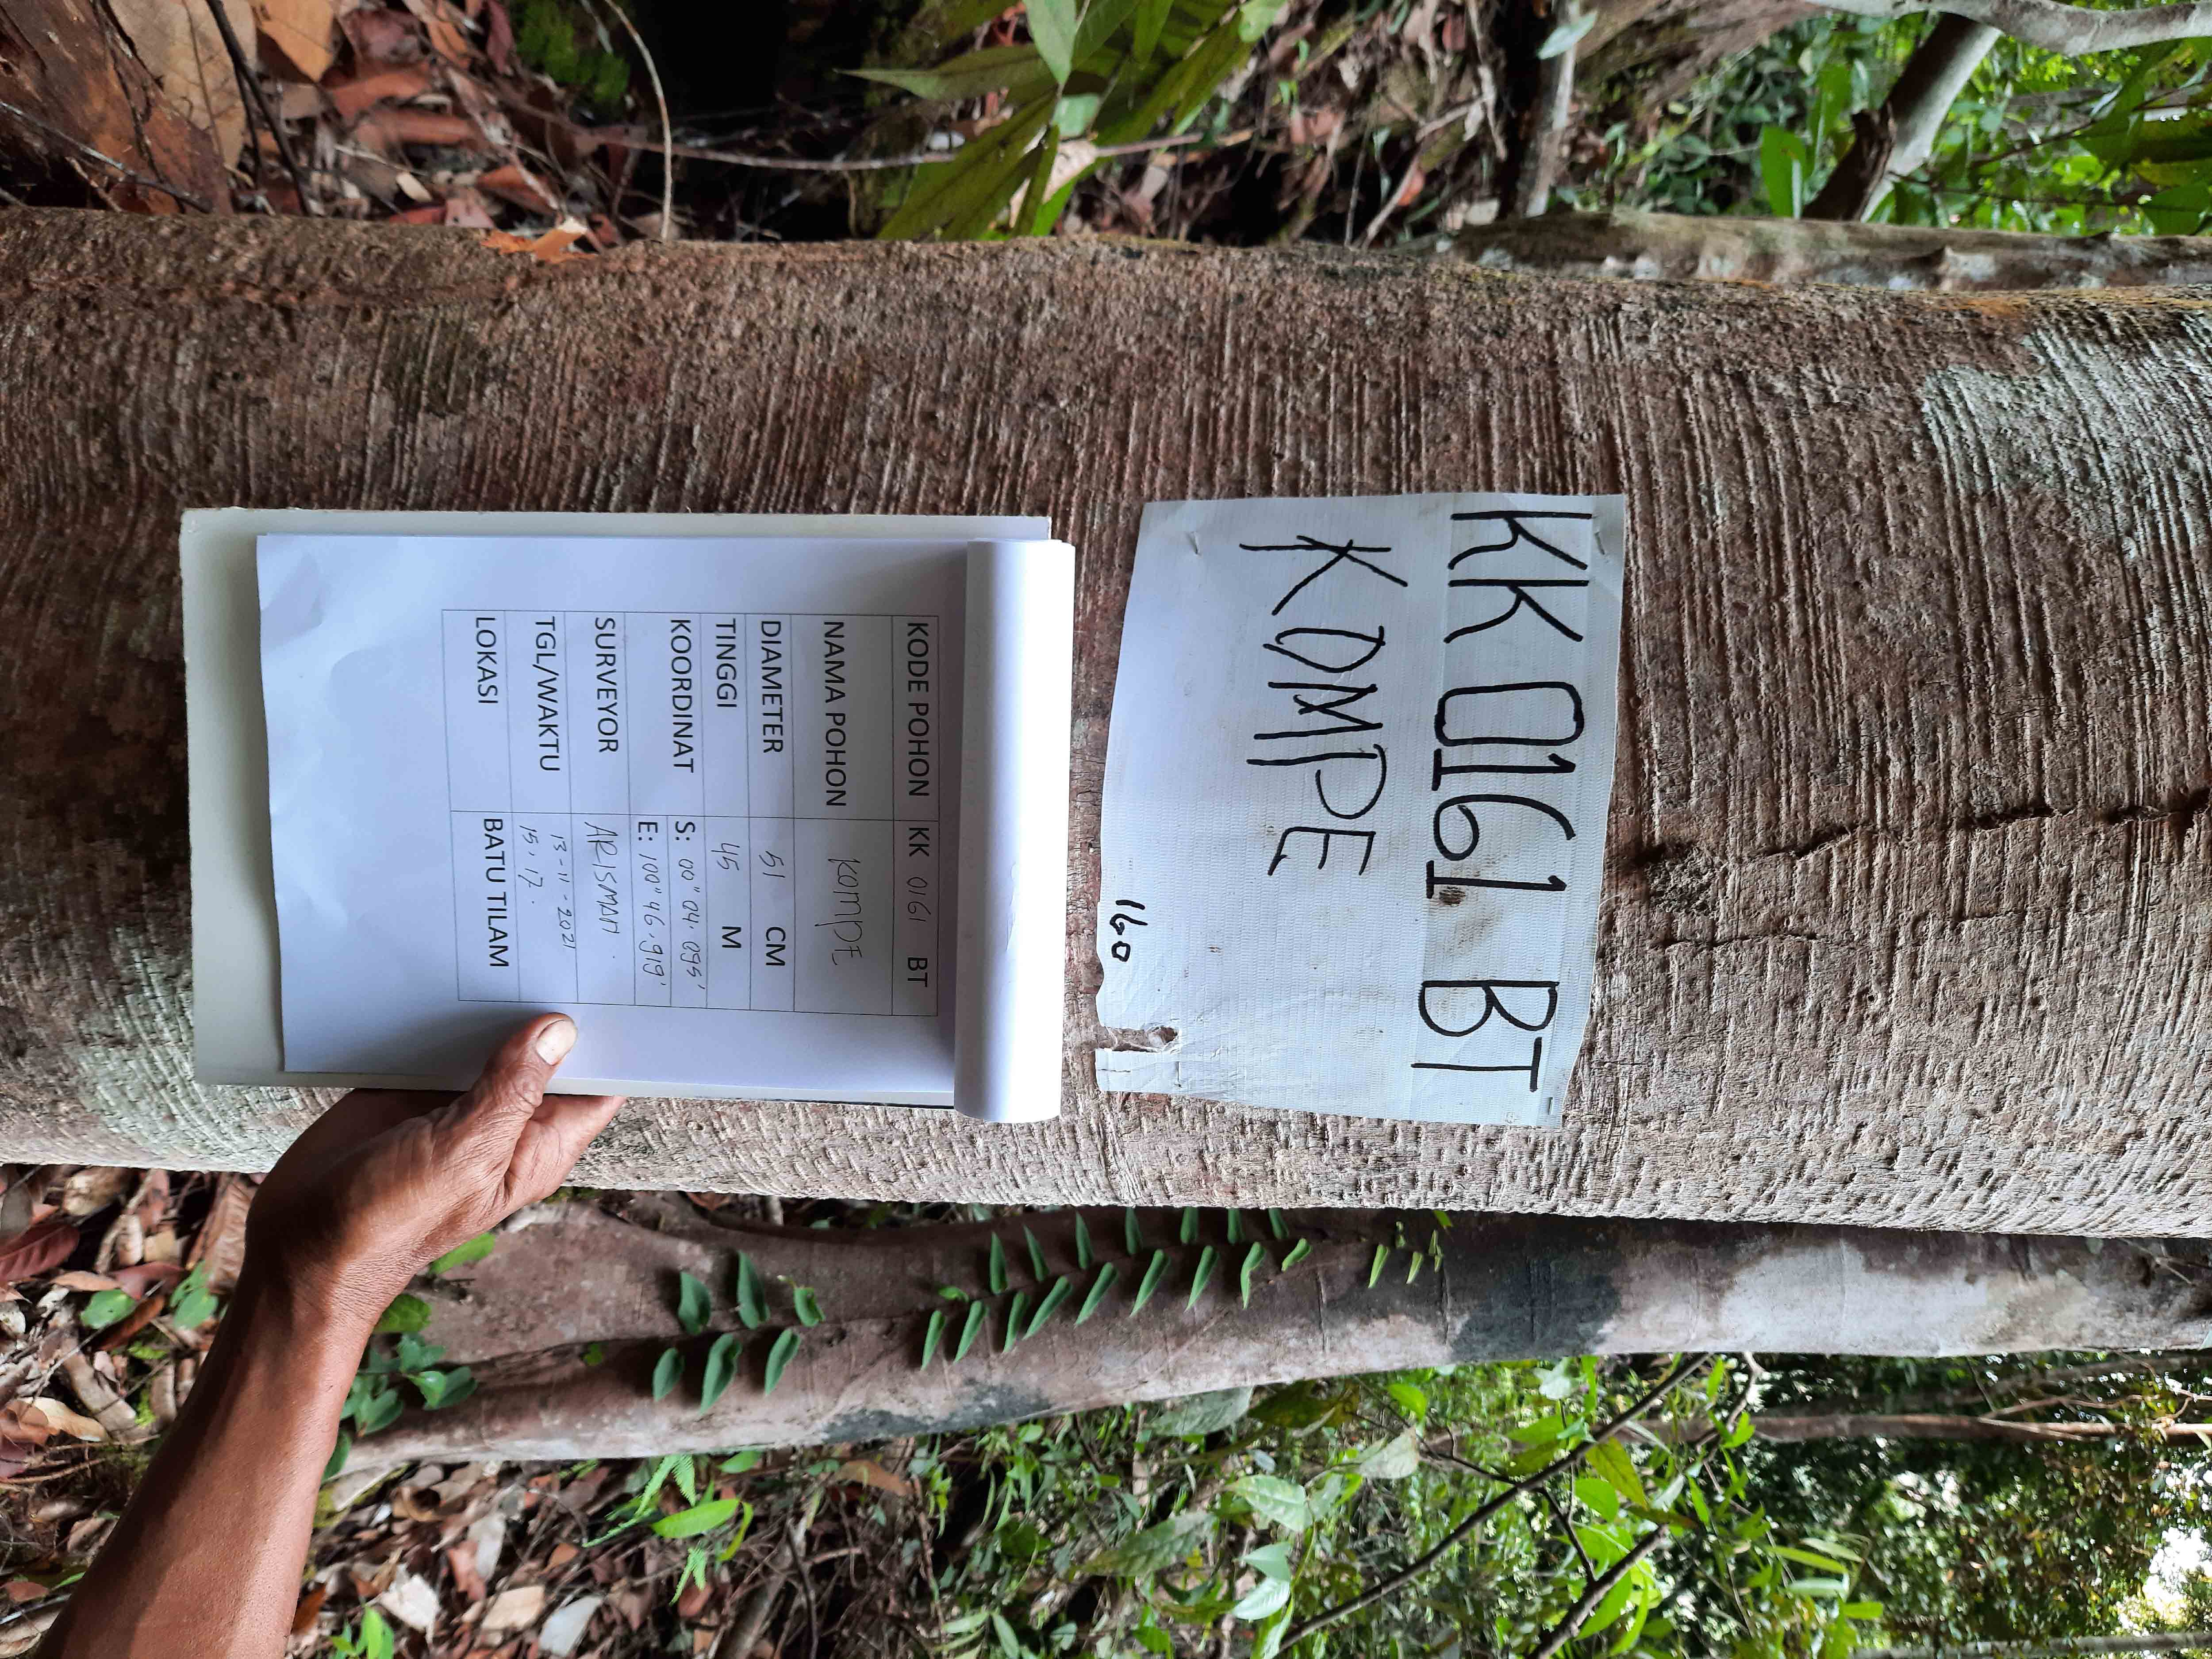 KK 0161 BT
KOMPE
160
KODE POHON KK 0161 BT
NAMA POHON KOMPE
DIAMETER 51 CM
TINGGI 45 M
KOORDINAT S: 00" 04. 095'
E: 100" 46. 919'
SURVEYOR ARISMAN.
TGL/WAKTU 13-11-2021
15.17.
LOKASI BATU TILAM